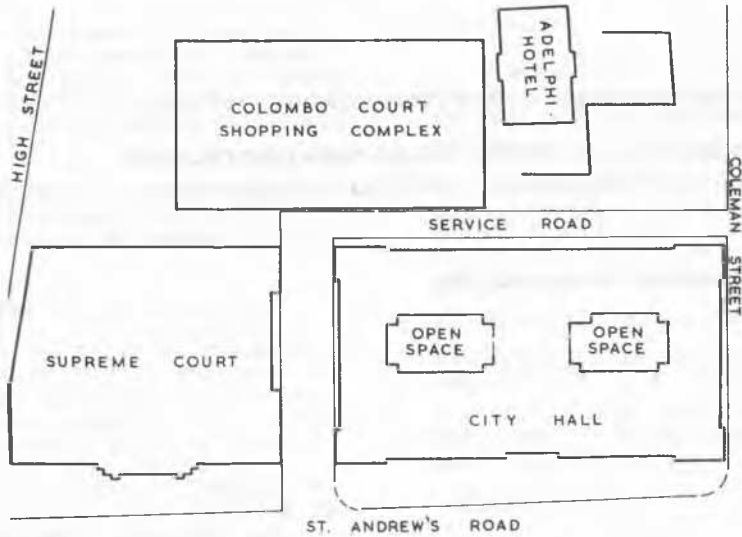 HIGH STREET
ADELPHI
HOTEL
COLOMBO COURT
SHOPPING COMPLEX
COLEMAN STREET
SERVICE ROAD
SUPREME COURT
OPEN
SPACE
OPEN
SPACE
CITY HALL
ST. ANDREW'S ROAD